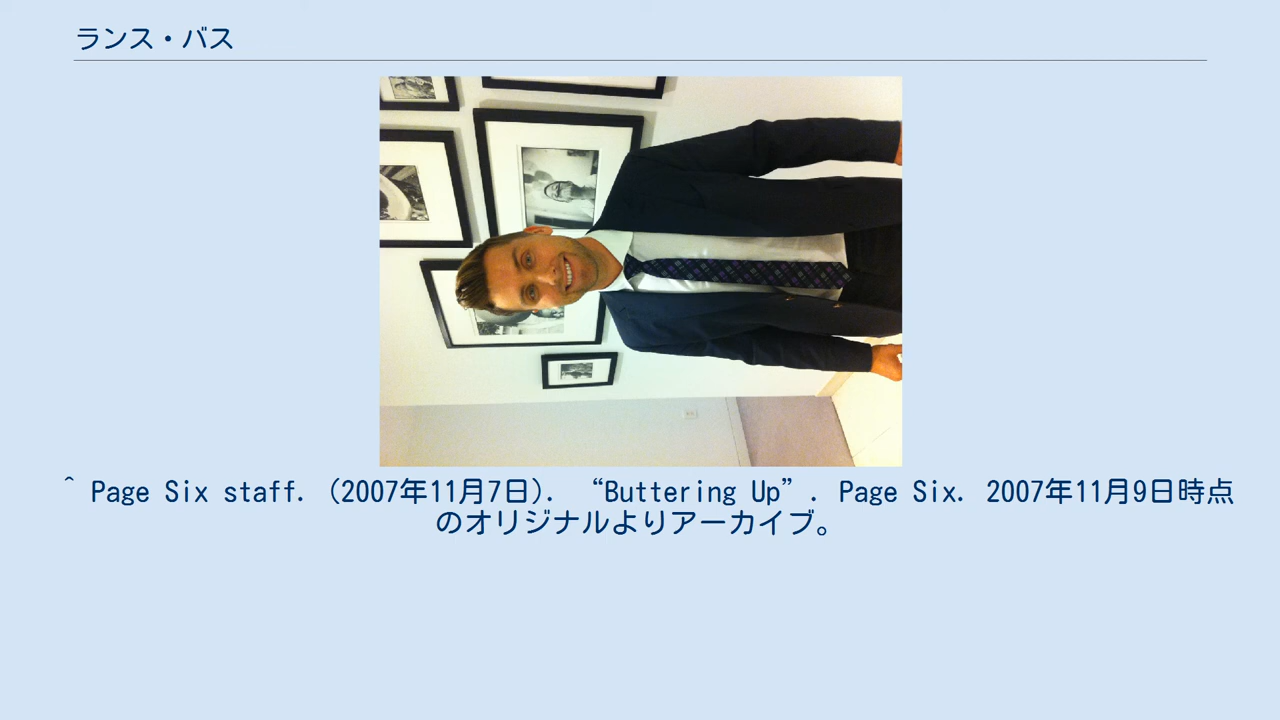 ランス・バス
^ Page Six staff. (2007年11月7日). “Buttering Up”. Page Six. 2007年11月9日時点
のオリジナルよりアーカイブ。